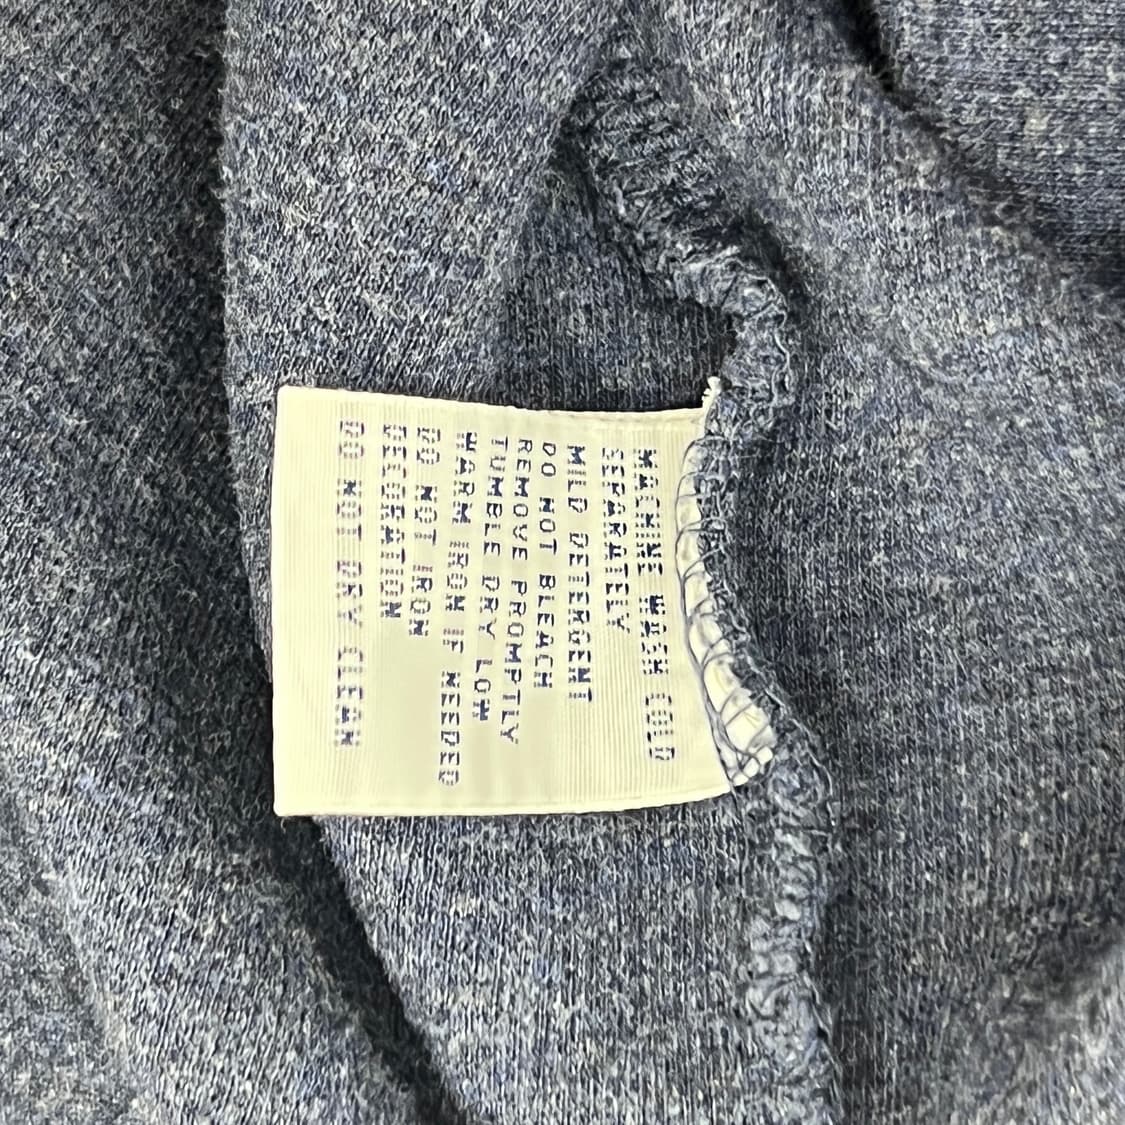 MACHINE WASH COLD
SEPARATELY
MILD DETERGENT
DO NOT BLEACH
REMOVE PROMPTLY
TUMBLE DRY LOW
WARM IRON IF NEEDED
DO NOT IRON
DECORATION
DO NOT DRY CLEAN